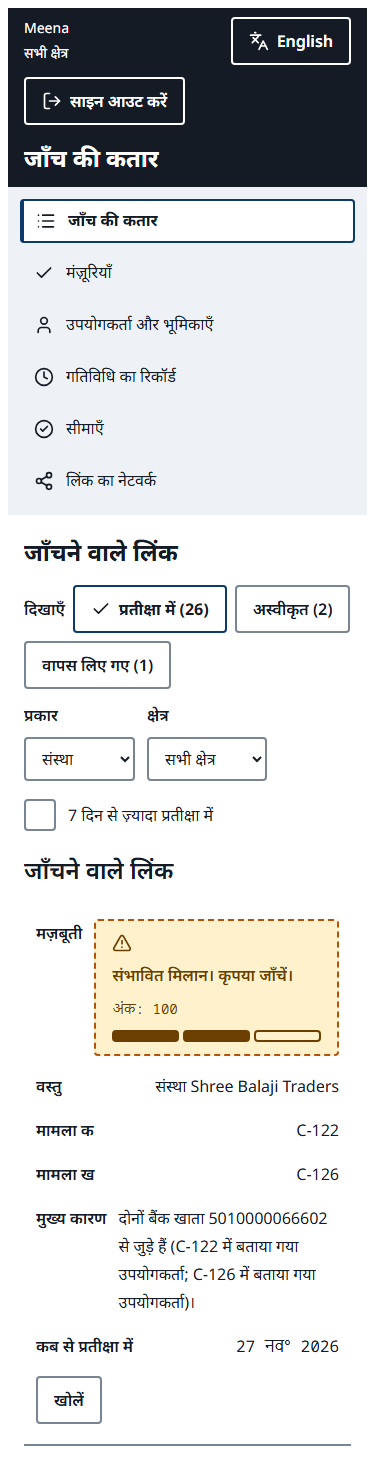 Meena
सभी क्षेत्र
English
साइन आउट करें
जाँच की कतार
जाँच की कतार
मंज़ूरियाँ
उपयोगकर्ता और भूमिकाएँ
गतिविधि का रिकॉर्ड
सीमाएँ
लिंक का नेटवर्क
जाँचने वाले लिंक
दिखाएँ
प्रतीक्षा में (26)
अस्वीकृत (2)
वापस लिए गए (1)
प्रकार
क्षेत्र
संस्था
सभी क्षेत्र
7 दिन से ज़्यादा प्रतीक्षा में
जाँचने वाले लिंक
मज़बूती
संभावित मिलान। कृपया जाँचें।
अंक: 100
वस्तु
संस्था Shree Balaji Traders
मामला क
C-122
मामला ख
C-126
मुख्य कारण
दोनों बैंक खाता 5010000066602
से जुड़े हैं (C-122 में बताया गया
उपयोगकर्ता; C-126 में बताया गया
उपयोगकर्ता)।
कब से प्रतीक्षा में
27 नव॰ 2026
खोलें